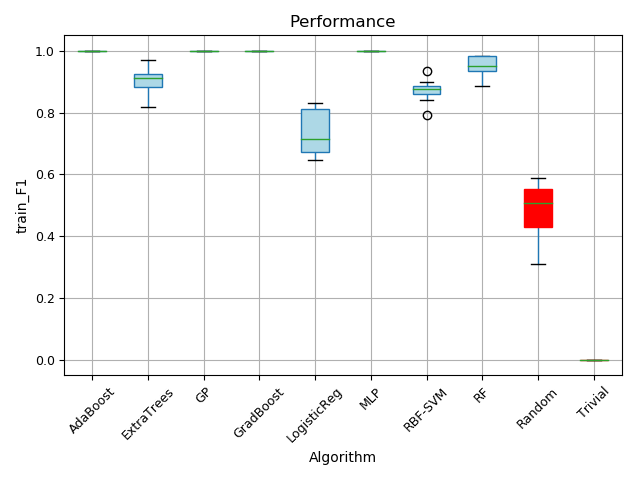 Performance
train_F1
1.0
0.8
0.6
0.4
0.2
0.0
AdaBoost
ExtraTrees
GP
GradBoost
LogisticReg
MLP
RBF-SVM
RF
Random
Trivial
Algorithm